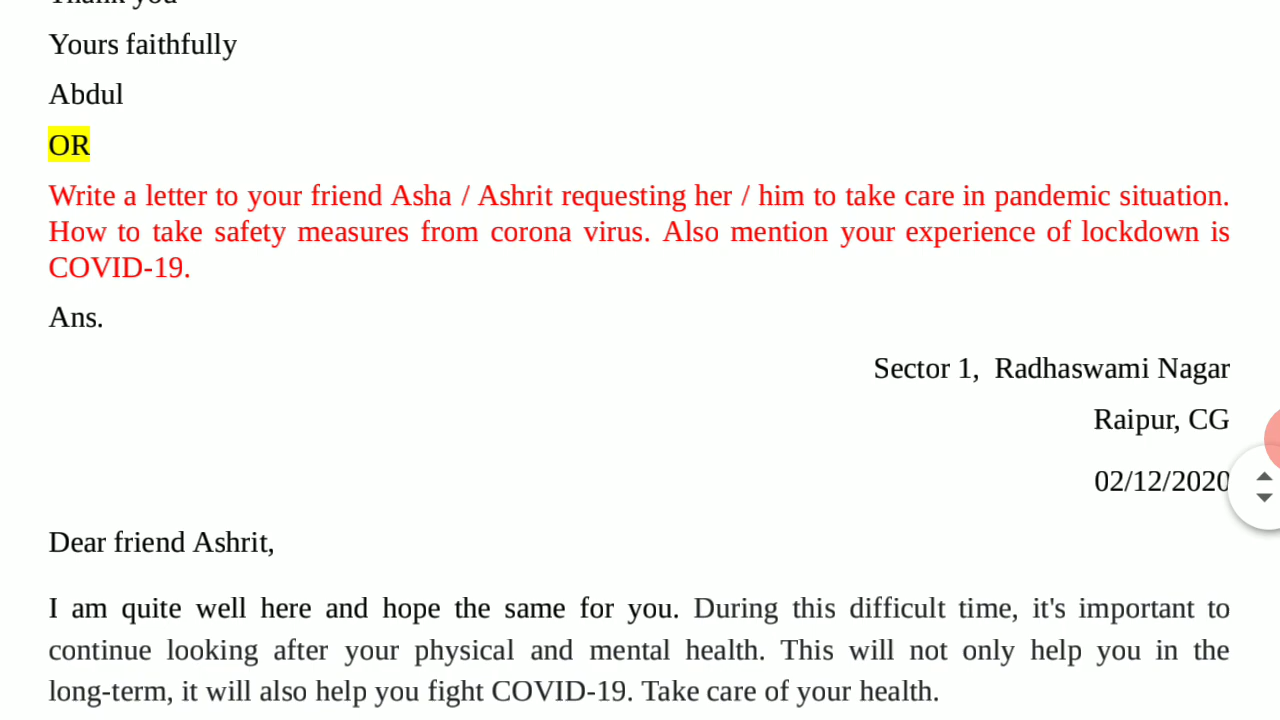 Thank you
Yours faithfully
Abdul
OR
Write a letter to your friend Asha / Ashrit requesting her / him to take care in pandemic situation.
How to take safety measures from corona virus. Also mention your experience of lockdown is
COVID-19.
Ans.
Sector 1, Radhaswami Nagar
Raipur, CG
02/12/2020
Dear friend Ashrit,
I am quite well here and hope the same for you. During this difficult time, it's important to
continue looking after your physical and mental health. This will not only help you in the
long-term, it will also help you fight COVID-19. Take care of your health.